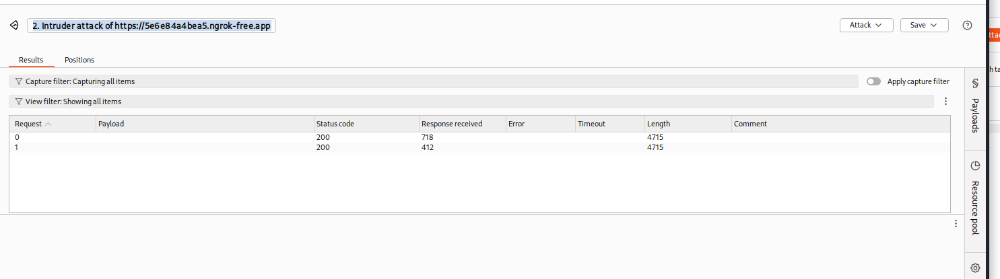 2. Intruder attack of https://5e6e84a4bea5.ngrok-free.app
Attack
Save
Results
Positions
Capture filter: Capturing all items
Apply capture filter
View filter: Showing all items
Request Payload Status code Response received Error Timeout Length Comment
0 200 718 4715
1 200 412 4715
Payloads
Resource pool